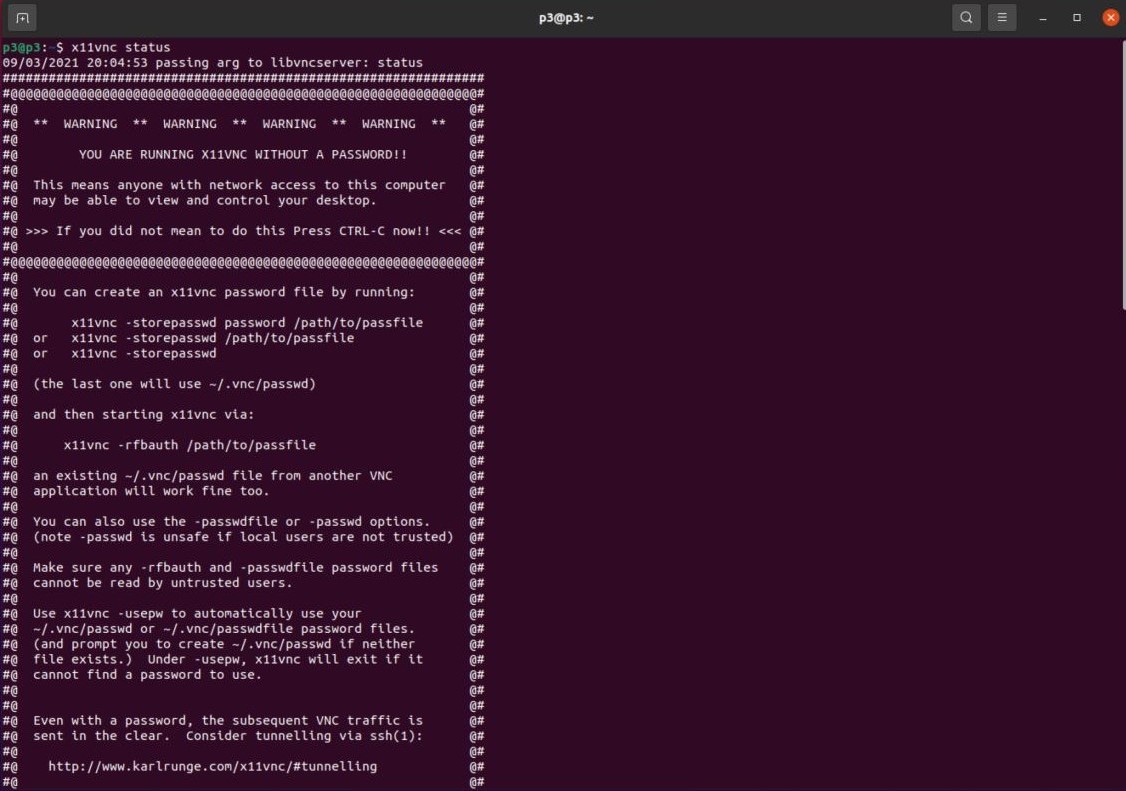 p3@p3: ~
p3@p3:~$ x11vnc status
09/03/2021 20:04:53 passing arg to libvncserver: status
###############################################################
#@@@@@@@@@@@@@@@@@@@@@@@@@@@@@@@@@@@@@@@@@@@@@@@@@@@@@@@@@@@@@#
#@                                                           @#
#@  **  WARNING  **  WARNING  **  WARNING  **  WARNING  **   @#
#@                                                           @#
#@        YOU ARE RUNNING X11VNC WITHOUT A PASSWORD!!        @#
#@                                                           @#
#@  This means anyone with network access to this computer   @#
#@  may be able to view and control your desktop.            @#
#@                                                           @#
#@ >>> If you did not mean to do this Press CTRL-C now!! <<< @#
#@                                                           @#
#@@@@@@@@@@@@@@@@@@@@@@@@@@@@@@@@@@@@@@@@@@@@@@@@@@@@@@@@@@@@@#
#@                                                           @#
#@  You can create an x11vnc password file by running:       @#
#@                                                           @#
#@       x11vnc -storepasswd password /path/to/passfile      @#
#@  or   x11vnc -storepasswd /path/to/passfile               @#
#@  or   x11vnc -storepasswd                                 @#
#@                                                           @#
#@  (the last one will use ~/.vnc/passwd)                    @#
#@                                                           @#
#@  and then starting x11vnc via:                            @#
#@                                                           @#
#@      x11vnc -rfbauth /path/to/passfile                    @#
#@                                                           @#
#@  an existing ~/.vnc/passwd file from another VNC          @#
#@  application will work fine too.                          @#
#@                                                           @#
#@  You can also use the -passwdfile or -passwd options.     @#
#@  (note -passwd is unsafe if local users are not trusted)  @#
#@                                                           @#
#@  Make sure any -rfbauth and -passwdfile password files    @#
#@  cannot be read by untrusted users.                       @#
#@                                                           @#
#@  Use x11vnc -usepw to automatically use your              @#
#@  ~/.vnc/passwd or ~/.vnc/passwdfile password files.       @#
#@  (and prompt you to create ~/.vnc/passwd if neither       @#
#@  file exists.)  Under -usepw, x11vnc will exit if it      @#
#@  cannot find a password to use.                           @#
#@                                                           @#
#@                                                           @#
#@  Even with a password, the subsequent VNC traffic is      @#
#@  sent in the clear.  Consider tunnelling via ssh(1):      @#
#@                                                           @#
#@    http://www.karlrunge.com/x11vnc/#tunnelling            @#
#@                                                           @#